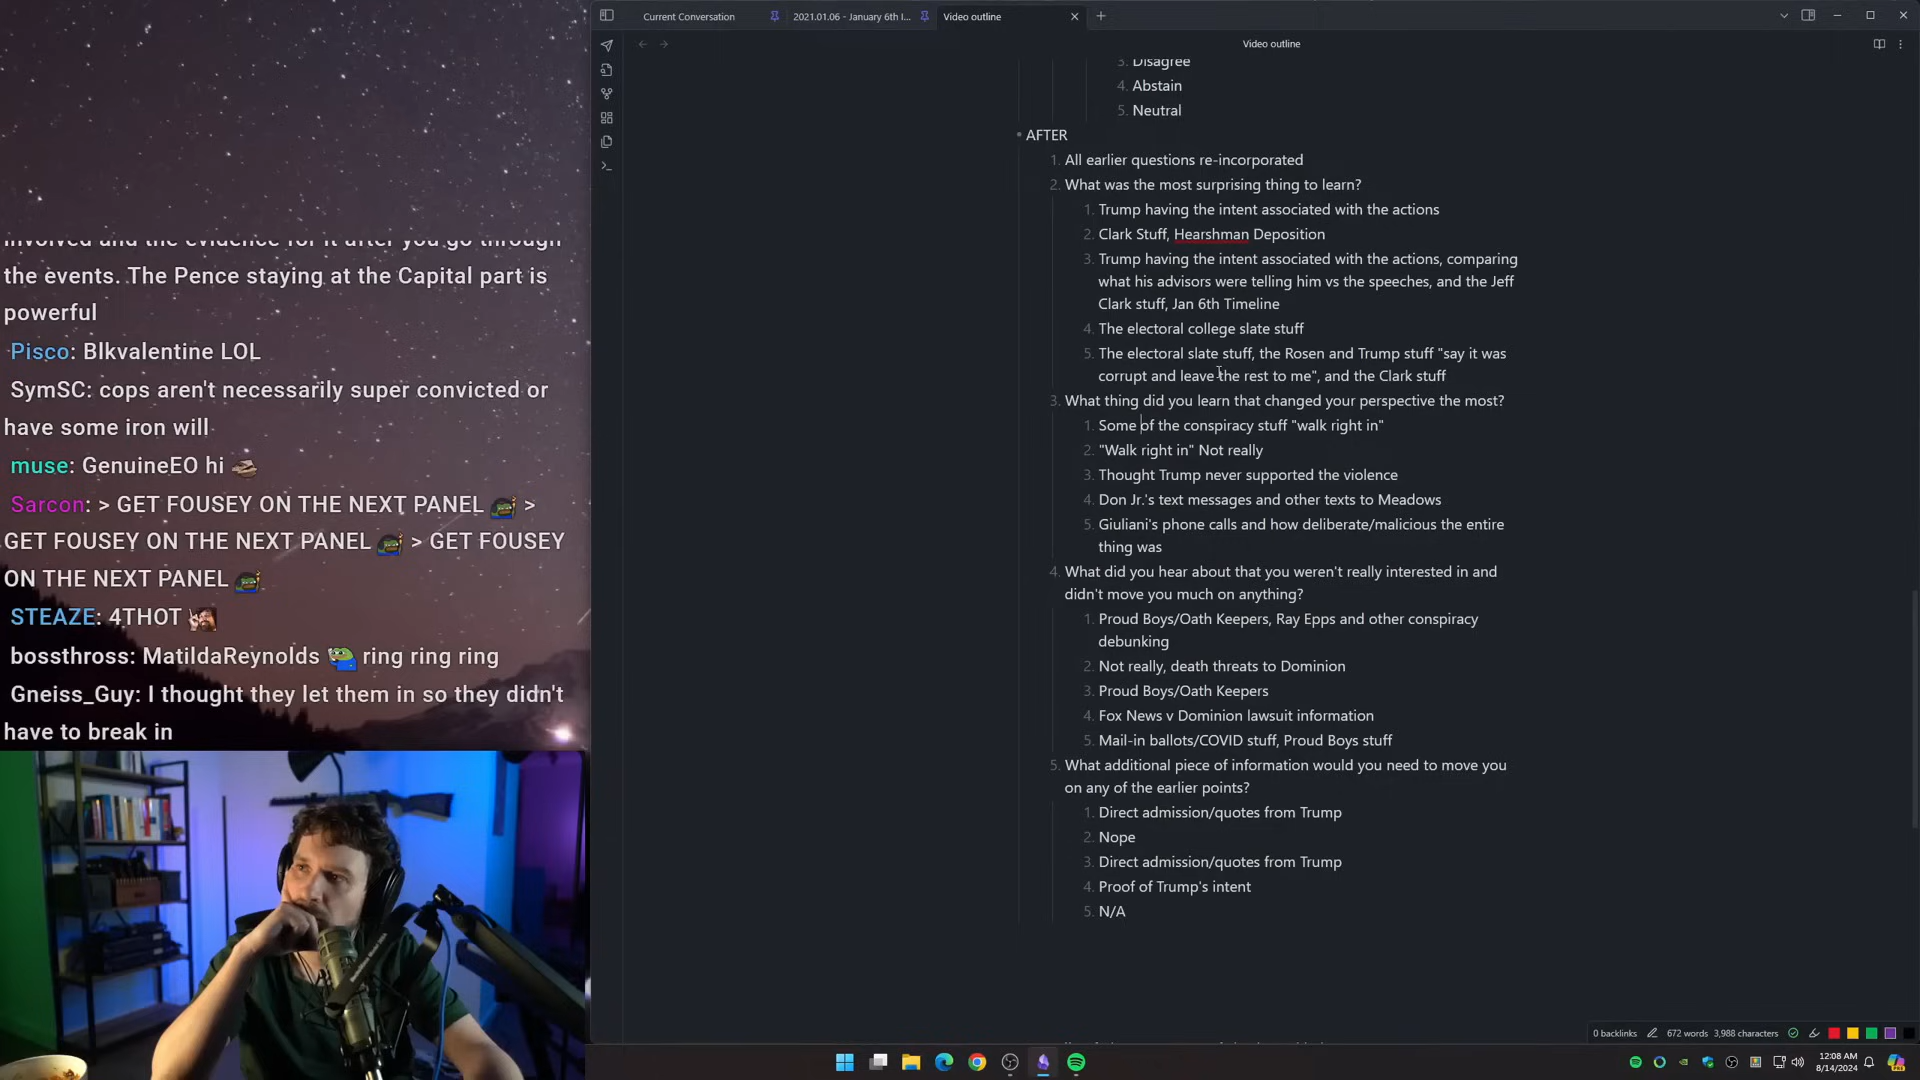 Current Conversation
2021.01.06 - January 6th I...
Video outline
Video outline
involved and the evidence for it after you go through
the events. The Pence staying at the Capital part is
powerful
Pisco: Blkvalentine LOL
SymSC: cops aren't necessarily super convicted or
have some iron will
muse: GenuineEO hi
Sarcon: > GET FOUSEY ON THE NEXT PANEL >
GET FOUSEY ON THE NEXT PANEL > GET FOUSEY
ON THE NEXT PANEL
STEAZE: 4THOT
bossthross: MatildaReynolds ring ring ring
Gneiss_Guy: I thought they let them in so they didn't
have to break in
3. Disagree
4. Abstain
5. Neutral
AFTER
1. All earlier questions re-incorporated
2. What was the most surprising thing to learn?
1. Trump having the intent associated with the actions
2. Clark Stuff, Hearshman Deposition
3. Trump having the intent associated with the actions, comparing
what his advisors were telling him vs the speeches, and the Jeff
Clark stuff, Jan 6th Timeline
4. The electoral college slate stuff
5. The electoral slate stuff, the Rosen and Trump stuff "say it was
corrupt and leave the rest to me", and the Clark stuff
3. What thing did you learn that changed your perspective the most?
1. Some of the conspiracy stuff "walk right in"
2. "Walk right in" Not really
3. Thought Trump never supported the violence
4. Don Jr.'s text messages and other texts to Meadows
5. Giuliani's phone calls and how deliberate/malicious the entire
thing was
4. What did you hear about that you weren't really interested in and
didn't move you much on anything?
1. Proud Boys/Oath Keepers, Ray Epps and other conspiracy
debunking
2. Not really, death threats to Dominion
3. Proud Boys/Oath Keepers
4. Fox News v Dominion lawsuit information
5. Mail-in ballots/COVID stuff, Proud Boys stuff
5. What additional piece of information would you need to move you
on any of the earlier points?
1. Direct admission/quotes from Trump
2. Nope
3. Direct admission/quotes from Trump
4. Proof of Trump's intent
5. N/A
0 backlinks 672 words 3,988 characters
12:08 AM
8/14/2024